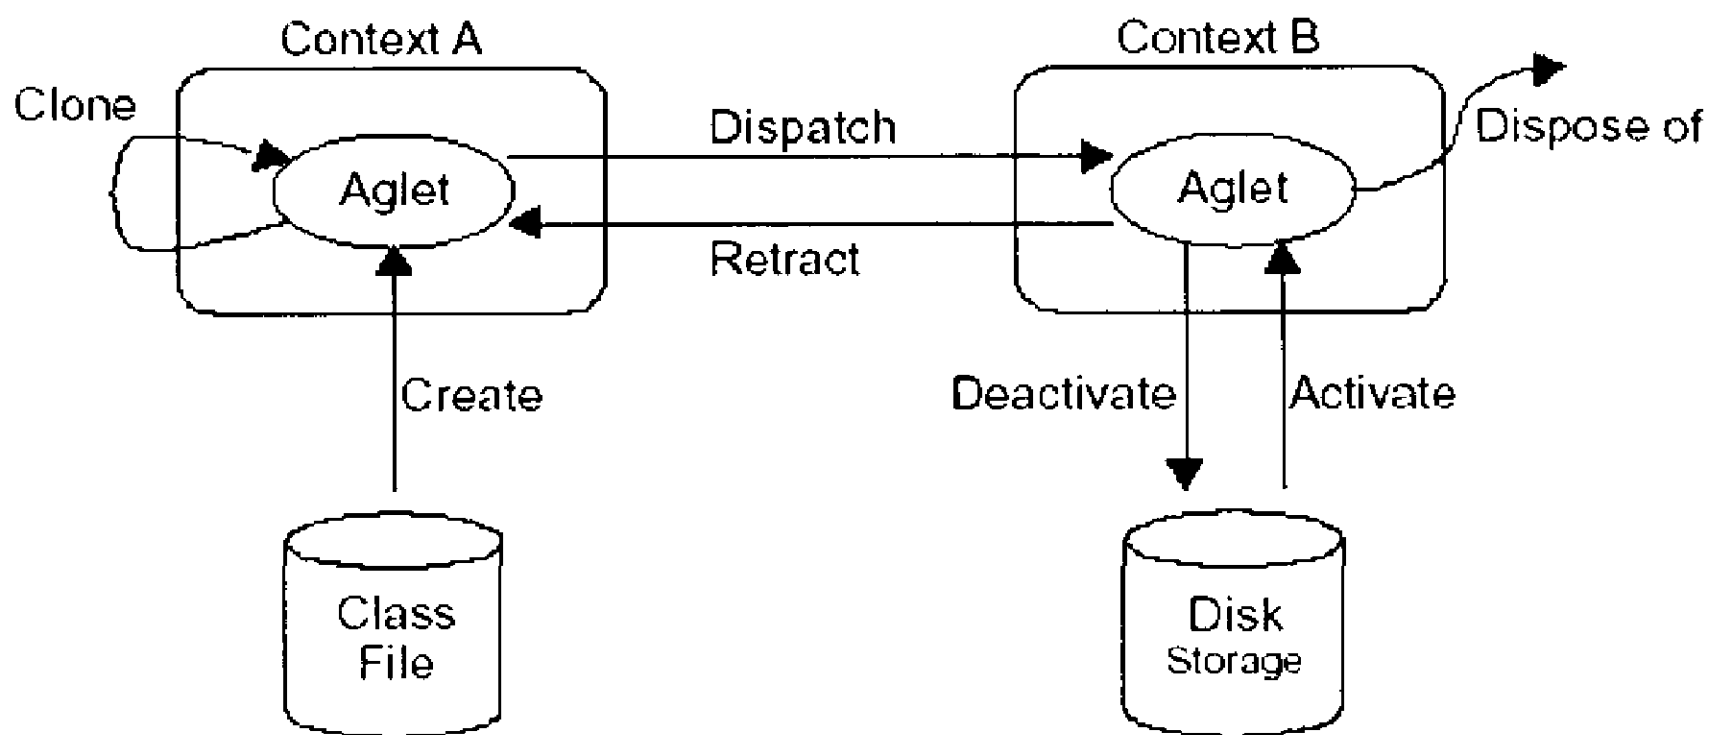 Context A
Context B
Clone
Dispatch
Dispose of
Aglet
Aglet
Retract
Create
Deactivate
Activate
Class
File
Disk
Storage